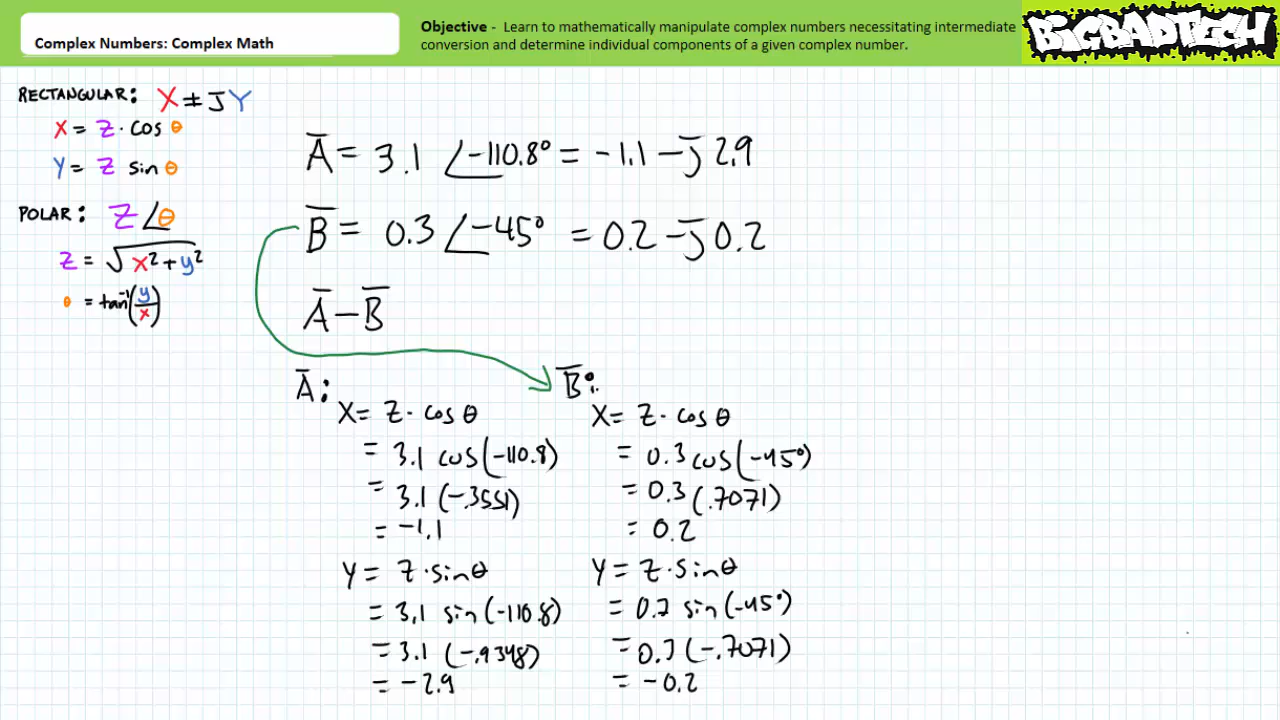 Complex Numbers: Complex Math
Objective - Learn to mathematically manipulate complex numbers necessitating intermediate
conversion and determine individual components of a given complex number.
BIGBADTECH
RECTANGULAR: X ± JY
X = Z · cos θ
Y = Z sin θ
POLAR: Z∠θ
Z = √(x² + y²)
θ = tan⁻¹(y/x)
A̅ = 3.1 ∠-110.8° = -1.1 - j2.9
B̅ = 0.3 ∠-45° = 0.2 - j0.2
A̅ - B̅
A̅:
X = Z · cos θ
= 3.1 cos(-110.8)
= 3.1 (-.3551)
= -1.1
Y = Z · sin θ
= 3.1 sin(-110.8)
= 3.1 (-.9348)
= -2.9
B̅:
X = Z · cos θ
= 0.3 cos(-45°)
= 0.3 (.7071)
= 0.2
Y = Z · sin θ
= 0.3 sin(-45°)
= 0.3 (-.7071)
= -0.2